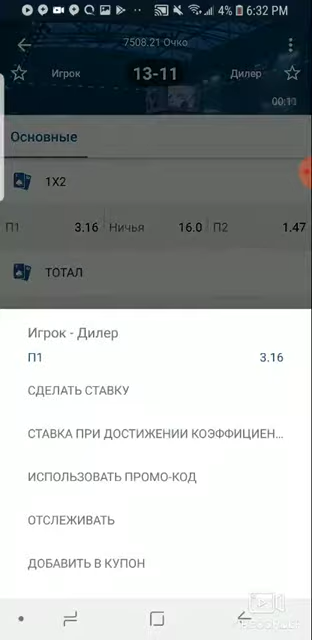 4% 6:32 PM
7508.21 Очко
Игрок 13-11 Дилер
00:11
Основные
1X2
П1 3.16 Ничья 16.0 П2 1.47
ТОТАЛ
Игрок - Дилер
П1 3.16
СДЕЛАТЬ СТАВКУ
СТАВКА ПРИ ДОСТИЖЕНИИ КОЭФФИЦИЕН...
ИСПОЛЬЗОВАТЬ ПРОМО-КОД
ОТСЛЕЖИВАТЬ
ДОБАВИТЬ В КУПОН